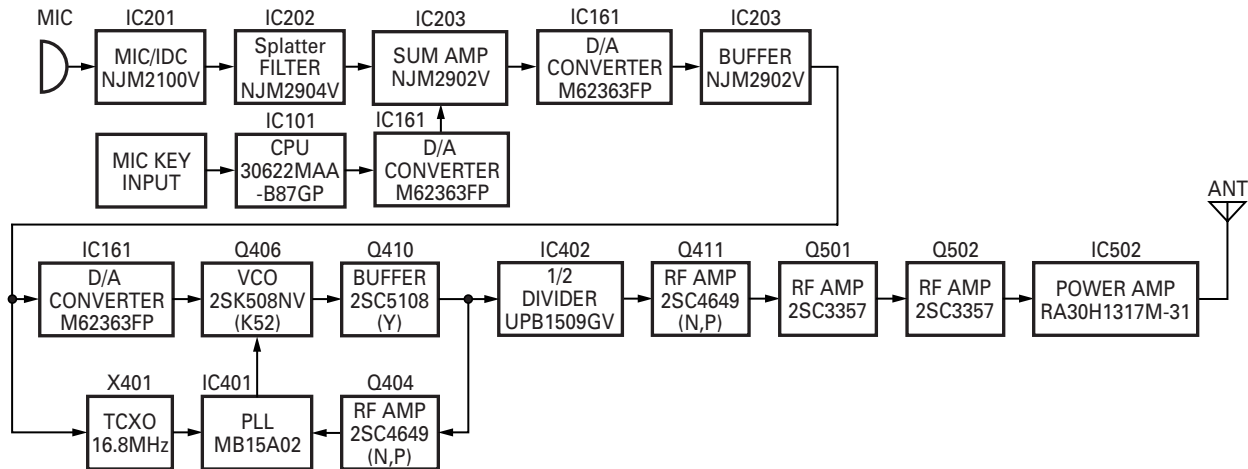 MIC
IC201
MIC/IDC
NJM2100V
IC202
Splatter
FILTER
NJM2904V
IC203
SUM AMP
NJM2902V
IC161
D/A
CONVERTER
M62363FP
IC203
BUFFER
NJM2902V
MIC KEY
INPUT
IC101
CPU
30622MAA
-B87GP
IC161
D/A
CONVERTER
M62363FP
ANT
IC161
D/A
CONVERTER
M62363FP
Q406
VCO
2SK508NV
(K52)
Q410
BUFFER
2SC5108
(Y)
IC402
1/2
DIVIDER
UPB1509GV
Q411
RF AMP
2SC4649
(N,P)
Q501
RF AMP
2SC3357
Q502
RF AMP
2SC3357
IC502
POWER AMP
RA30H1317M-31
X401
TCXO
16.8MHz
IC401
PLL
MB15A02
Q404
RF AMP
2SC4649
(N,P)